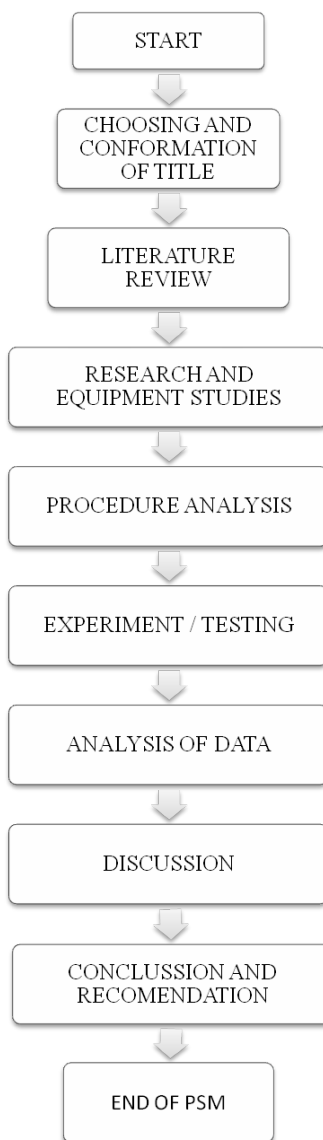 START
CHOOSING AND
CONFORMATION
OF TITLE
LITERATURE
REVIEW
RESEARCH AND
EQUIPMENT STUDIES
PROCEDURE ANALYSIS
EXPERIMENT / TESTING
ANALYSIS OF DATA
DISCUSSION
CONCLUSSION AND
RECOMENDATION
END OF PSM